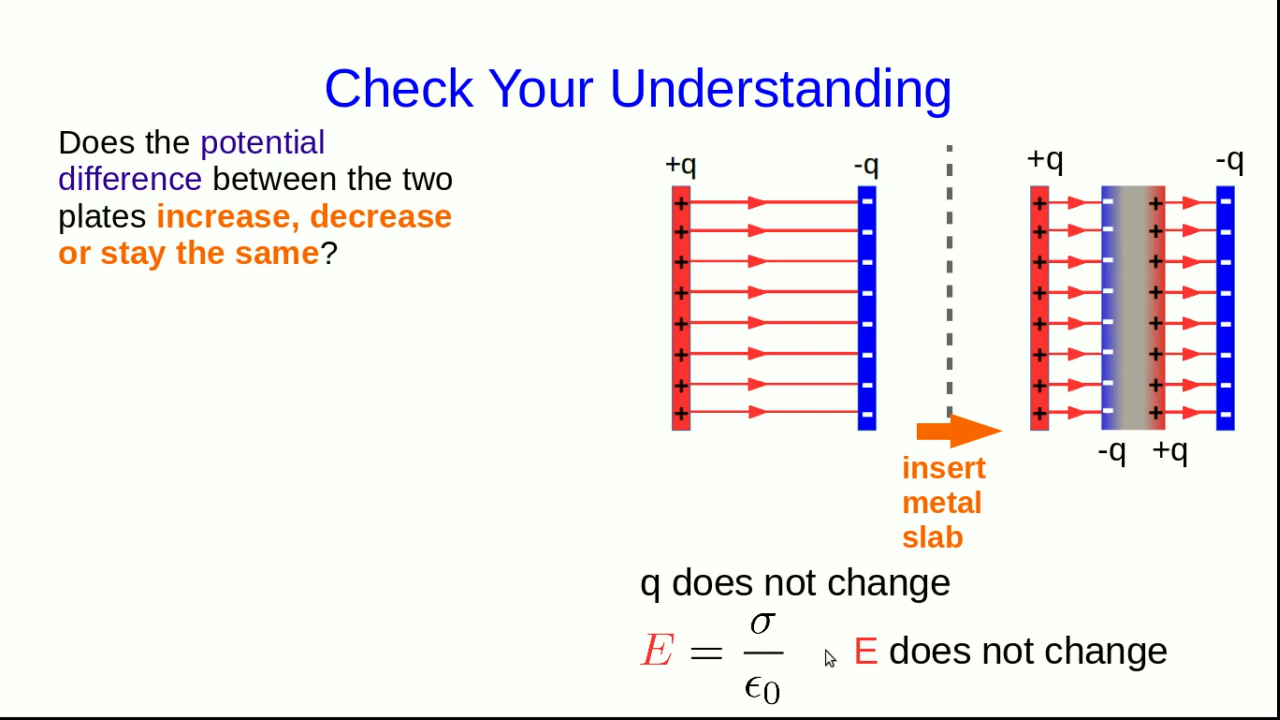 Check Your Understanding
Does the potential
difference between the two
plates increase, decrease
or stay the same?
+q
-q
+q
-q
+ - + - + -
+ - + - + -
+ - + - + -
+ - + - + -
+ - + - + -
+ - + - + -
+ - + - + -
+ - + - + -
-q +q
insert
metal
slab
q does not change
E = σ/ϵ₀
E does not change